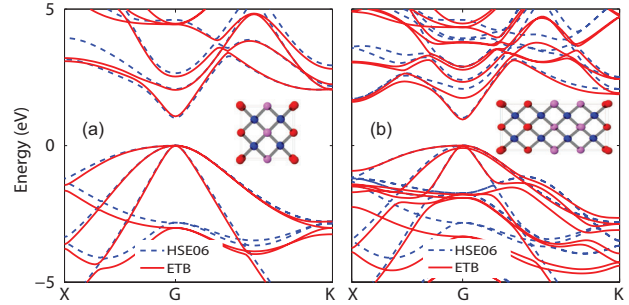 5
0
−5
Energy (eV)
(a)
HSE06
ETB
X
G
K
(b)
HSE06
ETB
X
G
K